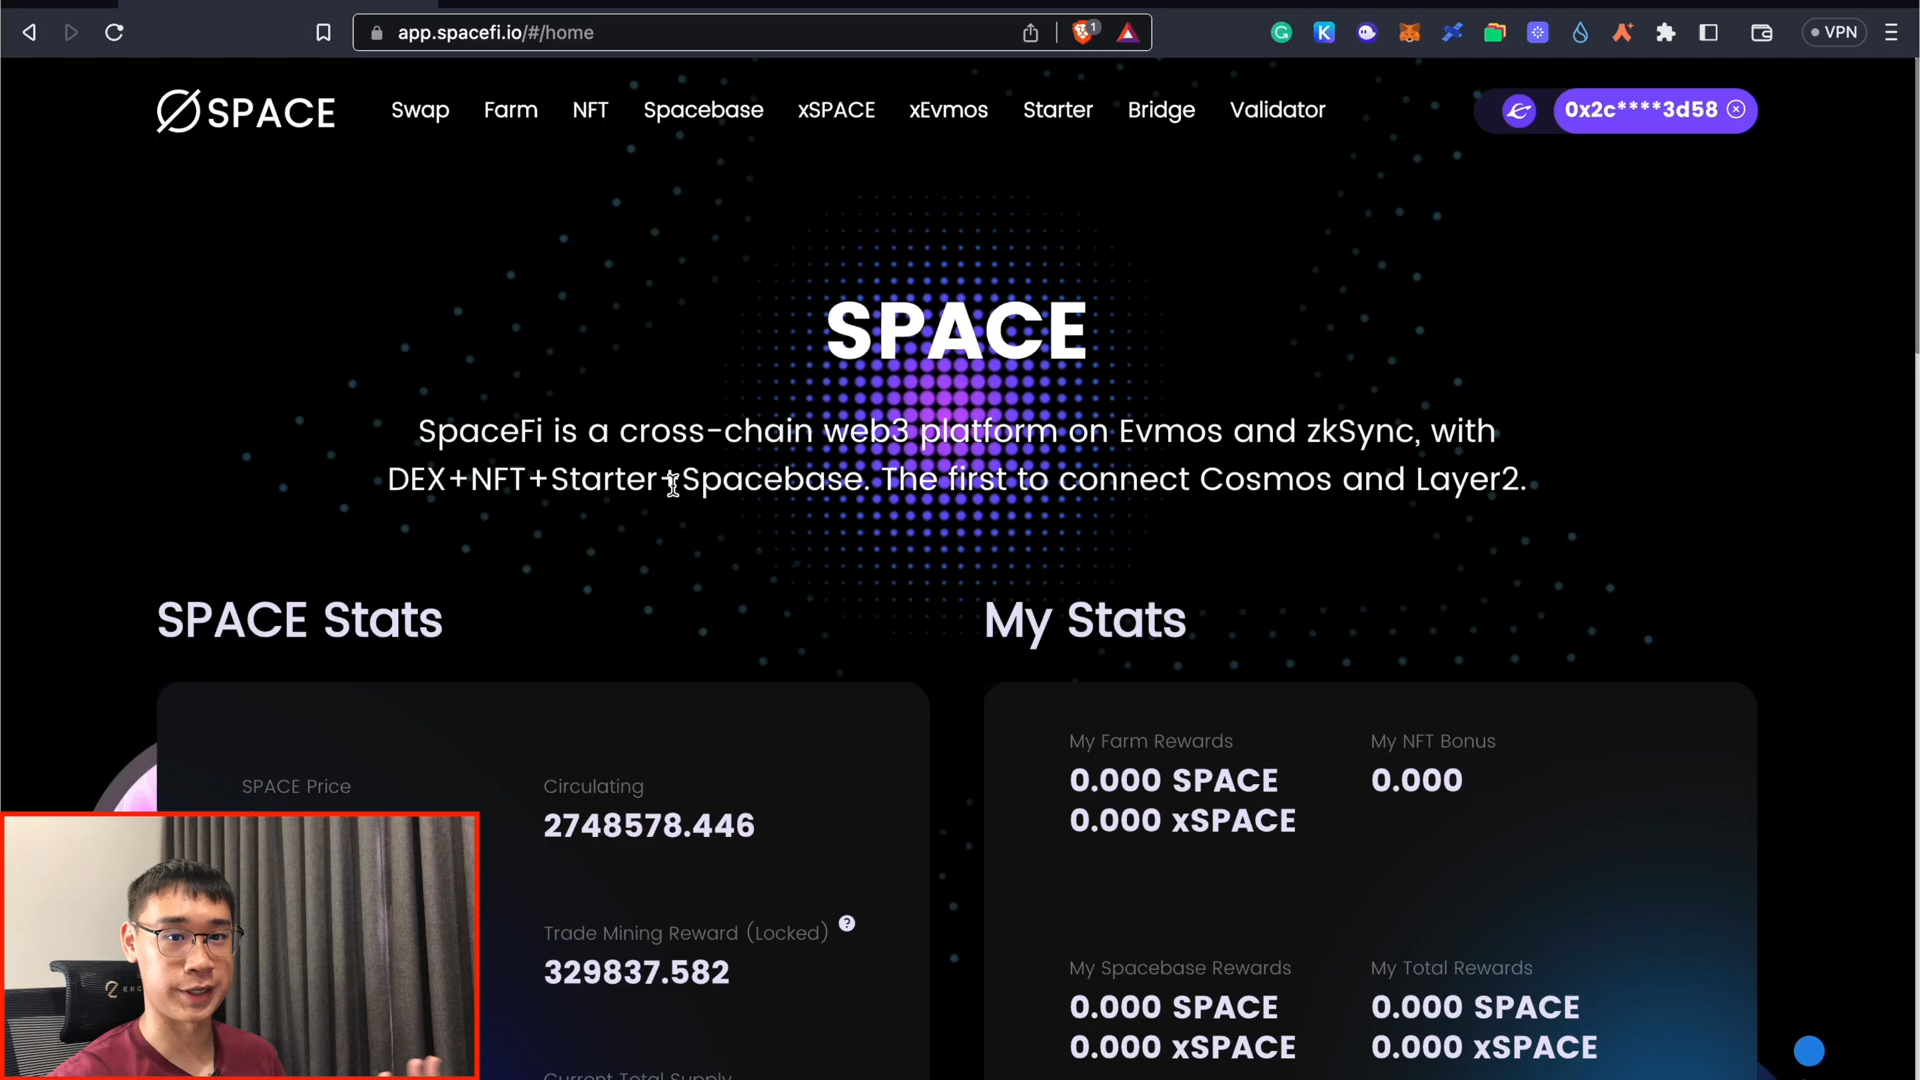 app.spacefi.io/#/home
1
VPN
SPACE
Swap Farm NFT Spacebase xSPACE xEvmos Starter Bridge Validator
0x2c****3d58
SPACE
SpaceFi is a cross-chain web3 platform on Evmos and zkSync, with
DEX+NFT+Starter+Spacebase. The first to connect Cosmos and Layer2.
SPACE Stats
SPACE Price
Circulating
2748578.446
Trade Mining Reward (Locked) ?
329837.582
Current Total Supply
My Stats
My Farm Rewards
0.000 SPACE
0.000 xSPACE
My NFT Bonus
0.000
My Spacebase Rewards
0.000 SPACE
0.000 xSPACE
My Total Rewards
0.000 SPACE
0.000 xSPACE